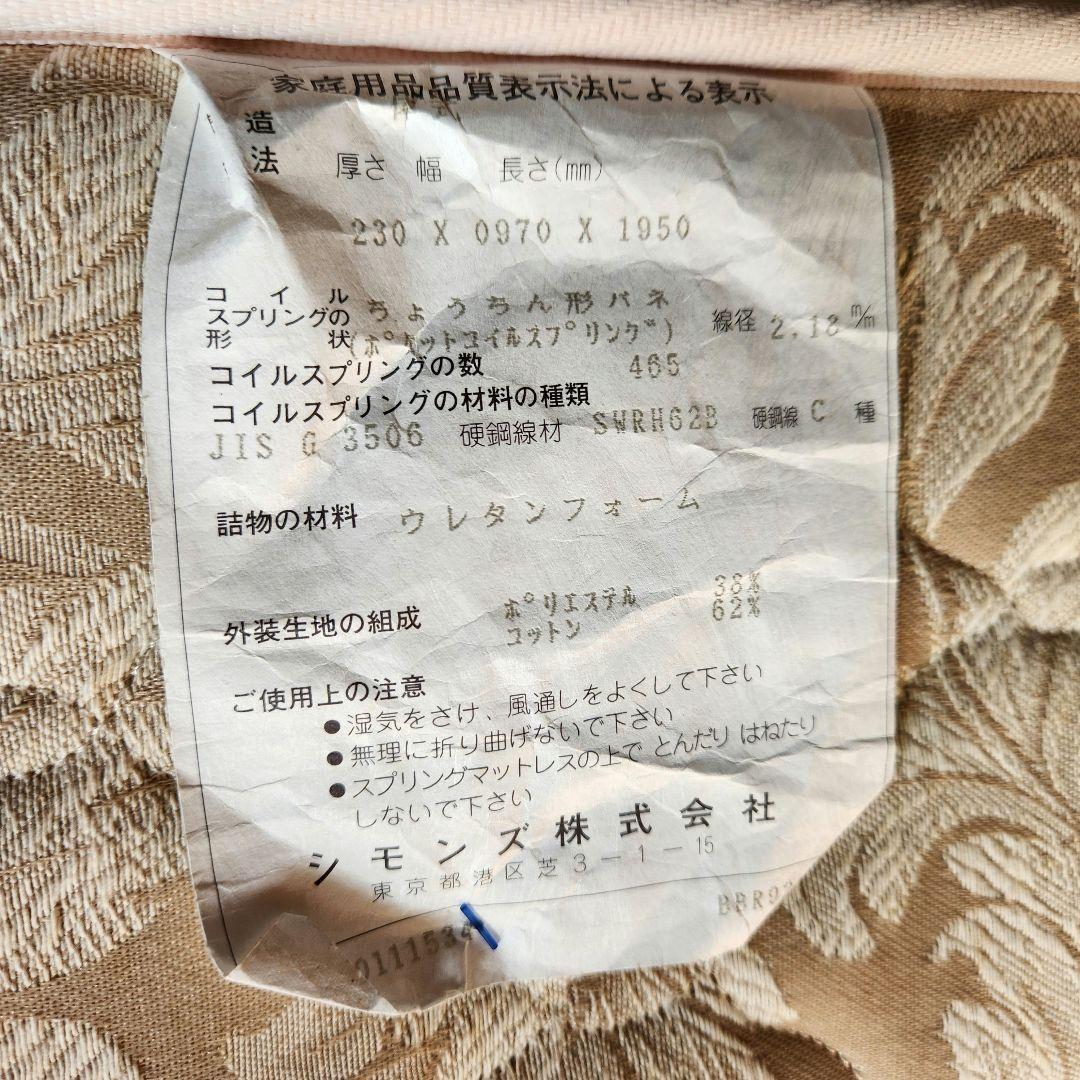 家庭用品品質表示法による表示
造
法 厚さ 幅 長さ(mm)
230 X 0970 X 1950
コイル
スプリングの
形状
ちょうちん形バネ
(ポケットコイルスプリング) 線径 2.18 m/m
コイルスプリングの数 465
コイルスプリングの材料の種類
JIS G 3506 硬鋼線材 SWRH62B 硬鋼線 C 種
詰物の材料 ウレタンフォーム
外装生地の組成 ポリエステル 38%
コットン 62%
ご使用上の注意
●湿気をさけ、風通しをよくして下さい
●無理に折り曲げないで下さい
●スプリングマットレスの上で とんだり はねたり
しないで下さい
シモンズ株式会社
東京都港区芝3-1-15